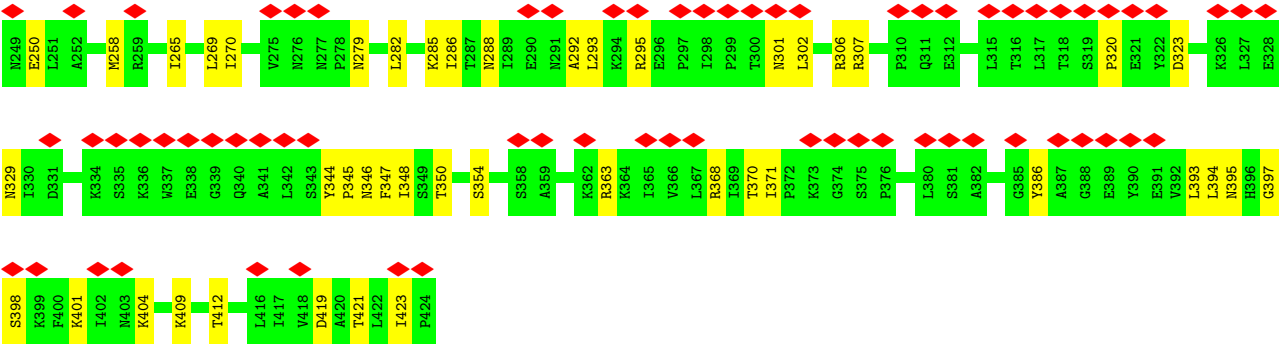 N249 E250 L251 A252 M258 R259 I265 L269 I270 V275 N276 N277 P278 N279 L282 K285 I286 T287 N288 I289 E290 N291 A292 L293 K294 R295 E296 P297 I298 P299 T300 N301 L302 R306 R307 P310 Q311 E312 L315 T316 L317 T318 S319 P320 E321 Y322 D323 K326 L327 E328
N329 I330 D331 K334 S335 K336 W337 E338 G339 Q340 A341 L342 S343 Y344 P345 N346 F347 I348 S349 T350 S354 S358 A359 K362 R363 K364 I365 V366 L367 R368 I369 T370 I371 P372 K373 G374 S375 P376 L380 S381 A382 G385 Y386 A387 G388 E389 Y390 E391 V392 L393 L394 N395 H396 G397
S398 K399 F400 K401 I402 N403 K404 K409 T412 L416 I417 V418 D419 A420 T421 L422 I423 P424